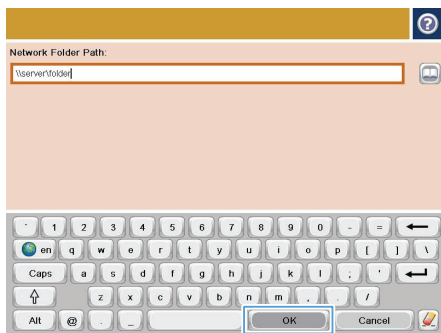 ?
Network Folder Path:
\\server\folder
` 1 2 3 4 5 6 7 8 9 0 - =
en q w e r t y u i o p [ ] \
Caps a s d f g h j k l ; '
z x c v b n m , . /
Alt @ . _ OK Cancel